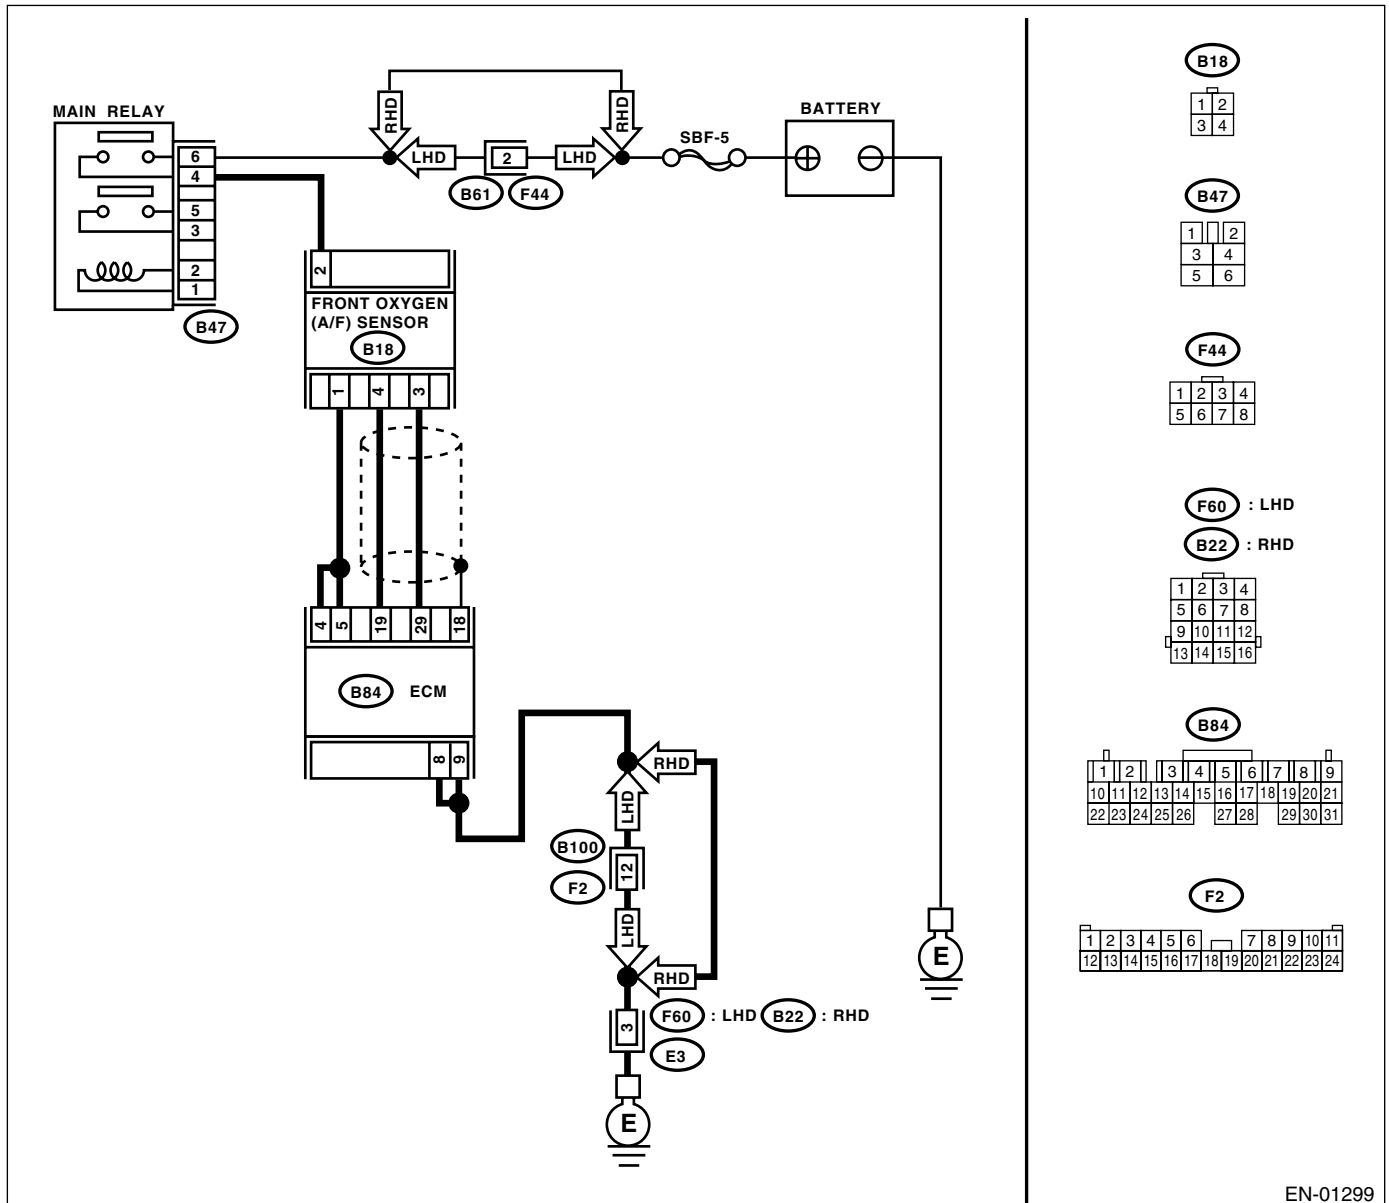 MAIN RELAY
6
4
5
3
2
1
B47
RHD
RHD
LHD
2
LHD
B61
F44
SBF-5
BATTERY
2
FRONT OXYGEN
(A/F) SENSOR
B18
1
4
3
4
5
19
29
18
B84 ECM
8
9
RHD
LHD
B100
12
F2
LHD
RHD
F60 : LHD B22 : RHD
3
E3
E
E
B18
1 2
3 4
B47
1 2
3 4
5 6
F44
1 2 3 4
5 6 7 8
F60 : LHD
B22 : RHD
1 2 3 4
5 6 7 8
9 10 11 12
13 14 15 16
B84
1 2 3 4 5 6 7 8 9
10 11 12 13 14 15 16 17 18 19 20 21
22 23 24 25 26 27 28 29 30 31
F2
1 2 3 4 5 6 7 8 9 10 11
12 13 14 15 16 17 18 19 20 21 22 23 24
EN-01299